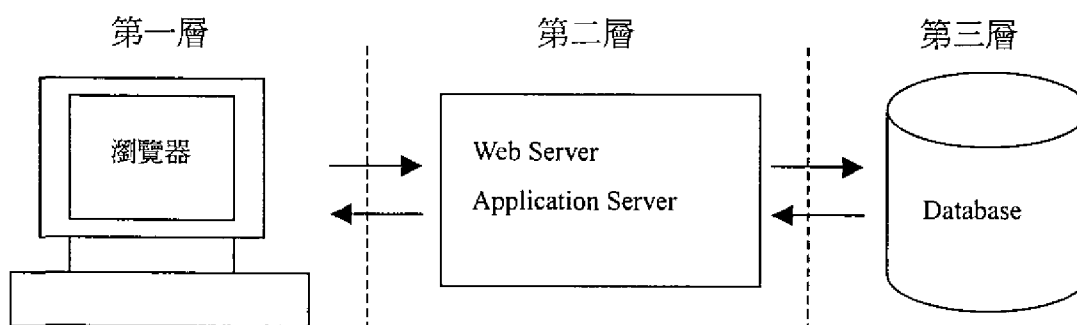 第一層
第二層
第三層
瀏覽器
Web Server
Application Server
Database